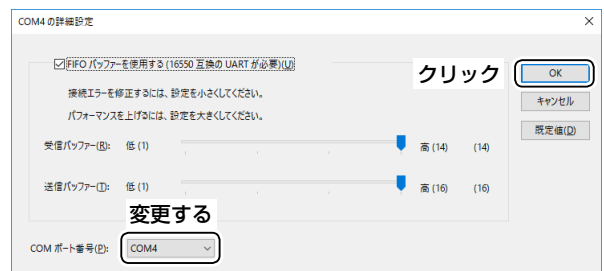 COM4 の詳細設定
FIFO バッファーを使用する (16550 互換の UART が必要)(U)
クリック
OK
接続エラーを修正するには、設定を小さくしてください。
キャンセル
パフォーマンスを上げるには、設定を大きくしてください。
既定値(D)
受信バッファー(R): 低 (1) 高 (14) (14)
送信バッファー(T): 低 (1) 高 (16) (16)
変更する
COM ポート番号(P): COM4